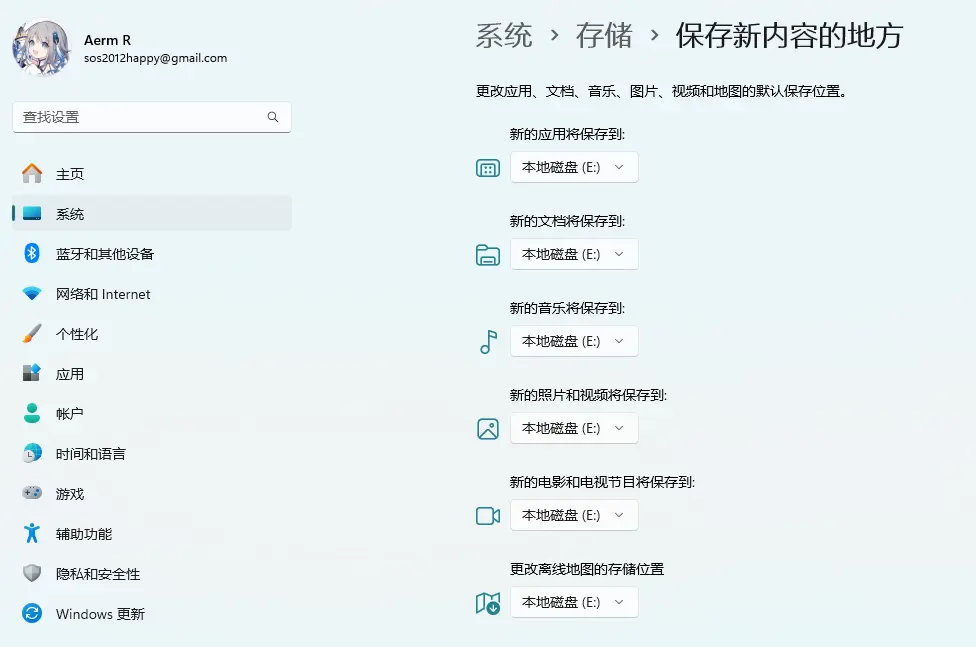 Aerm R
sos2012happy@gmail.com
查找设置
主页
系统
蓝牙和其他设备
网络和 Internet
个性化
应用
帐户
时间和语言
游戏
辅助功能
隐私和安全性
Windows 更新
系统 › 存储 › 保存新内容的地方
更改应用、文档、音乐、图片、视频和地图的默认保存位置。
新的应用将保存到:
本地磁盘 (E:)
新的文档将保存到:
本地磁盘 (E:)
新的音乐将保存到:
本地磁盘 (E:)
新的照片和视频将保存到:
本地磁盘 (E:)
新的电影和电视节目将保存到:
本地磁盘 (E:)
更改离线地图的存储位置
本地磁盘 (E:)